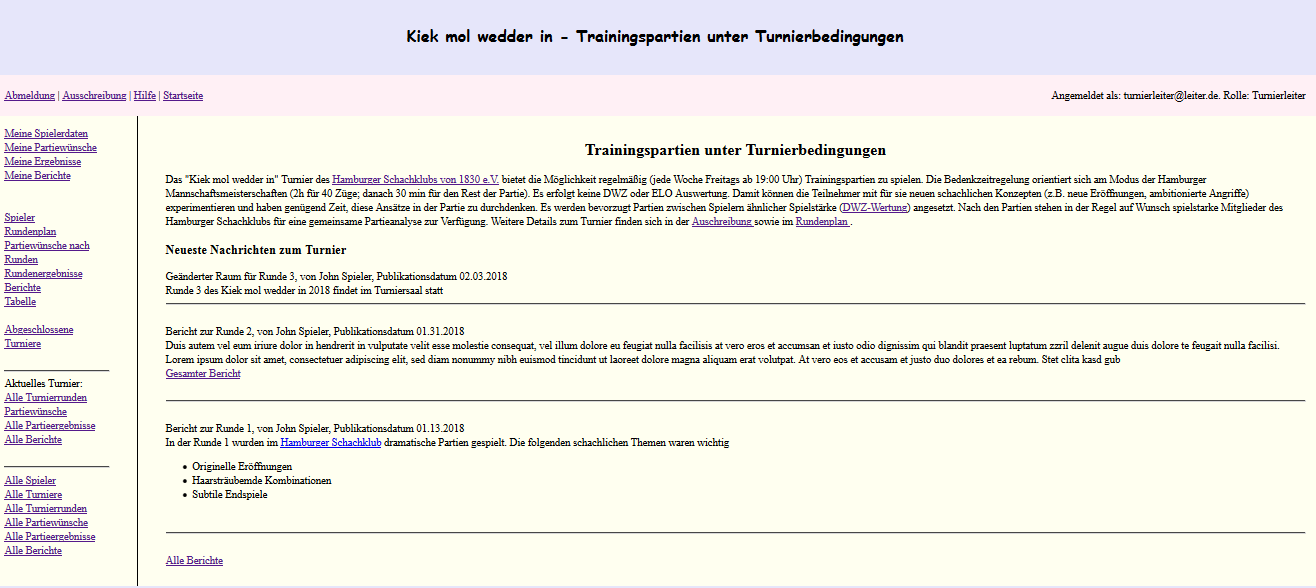 Kiek mol wedder in - Trainingspartien unter Turnierbedingungen
Abmeldung | Ausschreibung | Hilfe | Startseite
Angemeldet als: turnierleiter@leiter.de. Rolle: Turnierleiter
Meine Spielerdaten
Meine Partiewünsche
Meine Ergebnisse
Meine Berichte
Spieler
Rundenplan
Partiewünsche nach
Runden
Rundenergebnisse
Berichte
Tabelle
Abgeschlossene
Turniere
Aktuelles Turnier:
Alle Turnierrunden
Partiewünsche
Alle Partieergebnisse
Alle Berichte
Alle Spieler
Alle Turniere
Alle Turnierrunden
Alle Partiewünsche
Alle Partieergebnisse
Alle Berichte
Trainingspartien unter Turnierbedingungen
Das "Kiek mol wedder in" Turnier des Hamburger Schachklubs von 1830 e.V. bietet die Möglichkeit regelmäßig (jede Woche Freitags ab 19:00 Uhr) Trainingspartien zu spielen. Die Bedenkzeitregelung orientiert sich am Modus der Hamburger
Mannschaftsmeisterschaften (2h für 40 Züge; danach 30 min für den Rest der Partie). Es erfolgt keine DWZ oder ELO Auswertung. Damit können die Teilnehmer mit für sie neuen schachlichen Konzepten (z.B. neue Eröffnungen, ambitionierte Angriffe)
experimentieren und haben genügend Zeit, diese Ansätze in der Partie zu durchdenken. Es werden bevorzugt Partien zwischen Spielern ähnlicher Spielstärke (DWZ-Wertung) angesetzt. Nach den Partien stehen in der Regel auf Wunsch spielstarke Mitglieder des
Hamburger Schachklubs für eine gemeinsame Partieanalyse zur Verfügung. Weitere Details zum Turnier finden sich in der Auschreibung sowie im Rundenplan .
Neueste Nachrichten zum Turnier
Geänderter Raum für Runde 3, von John Spieler, Publikationsdatum 02.03.2018
Runde 3 des Kiek mol wedder in 2018 findet im Turniersaal statt
Bericht zur Runde 2, von John Spieler, Publikationsdatum 01.31.2018
Duis autem vel eum iriure dolor in hendrerit in vulputate velit esse molestie consequat, vel illum dolore eu feugiat nulla facilisis at vero eros et accumsan et iusto odio dignissim qui blandit praesent luptatum zzril delenit augue duis dolore te feugait nulla facilisi.
Lorem ipsum dolor sit amet, consectetuer adipiscing elit, sed diam nonummy nibh euismod tincidunt ut laoreet dolore magna aliquam erat volutpat. At vero eos et accusam et justo duo dolores et ea rebum. Stet clita kasd gub
Gesamter Bericht
Bericht zur Runde 1, von John Spieler, Publikationsdatum 01.13.2018
In der Runde 1 wurden im Hamburger Schachklub dramatische Partien gespielt. Die folgenden schachlichen Themen waren wichtig
• Originelle Eröffnungen
• Haarsträubende Kombinationen
• Subtile Endspiele
Alle Berichte